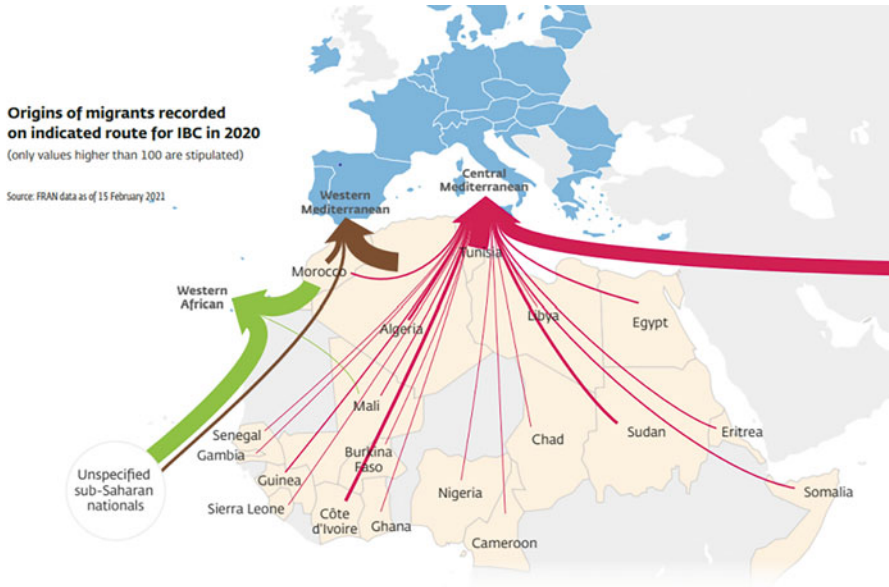 Origins of migrants recorded
on indicated route for IBC in 2020
(only values higher than 100 are stipulated)
Source: FRAN data as of 15 February 2021
Central
Mediterranean
Western
Mediterranean
Tunisia
Morocco
Western
African
Algeria
Libya
Egypt
Mali
Senegal
Gambia
Burkina
Faso
Chad
Sudan
Eritrea
Unspecified
sub-Saharan
nationals
Guinea
Nigeria
Somalia
Sierra Leone
Côte
d'Ivoire
Ghana
Cameroon